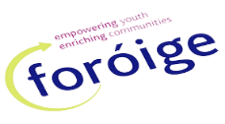 empowering youth
enriching communities
foróige